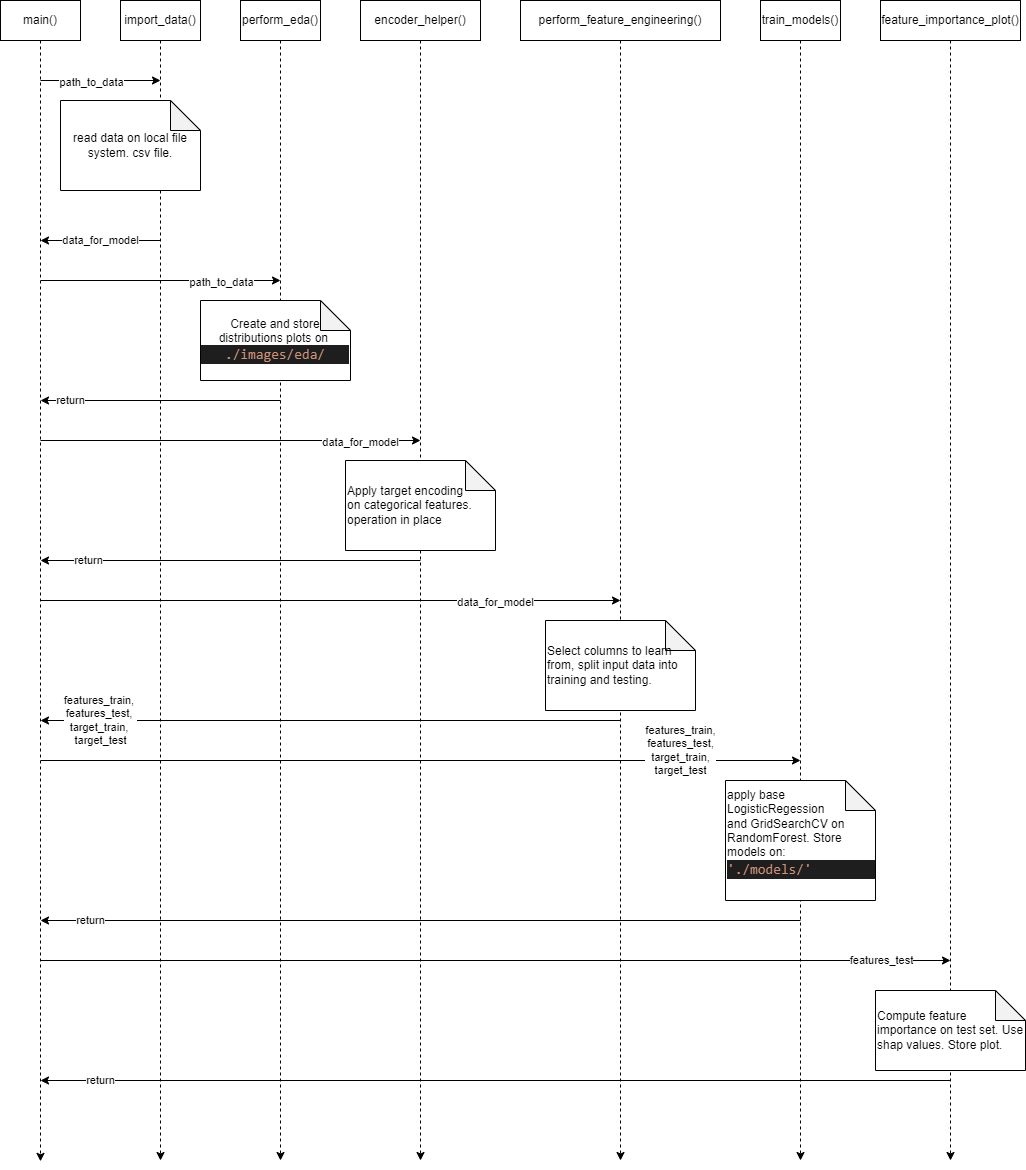 main()
import_data()
perform_eda()
encoder_helper()
perform_feature_engineering()
train_models()
feature_importance_plot()
path_to_data
read data on local file
system. csv file.
data_for_model
path_to_data
Create and store
distributions plots on
./images/eda/
return
data_for_model
Apply target encoding
on categorical features.
operation in place
return
data_for_model
Select columns to learn
from, split input data into
training and testing.
features_train,
features_test,
target_train,
target_test
features_train,
features_test,
target_train,
target_test
apply base
LogisticRegession
and GridSearchCV on
RandomForest. Store
models on:
'./models/'
return
features_test
Compute feature
importance on test set. Use
shap values. Store plot.
return